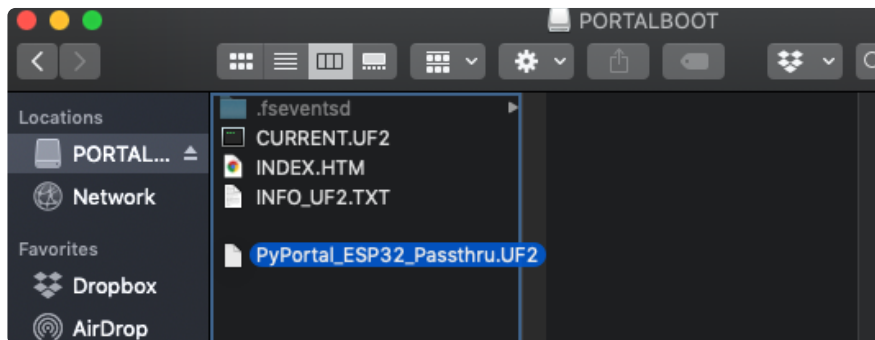 PORTALBOOT
Locations
PORTAL...
Network
Favorites
Dropbox
AirDrop
.fseventsd
CURRENT.UF2
INDEX.HTM
INFO_UF2.TXT
PyPortal_ESP32_Passthru.UF2